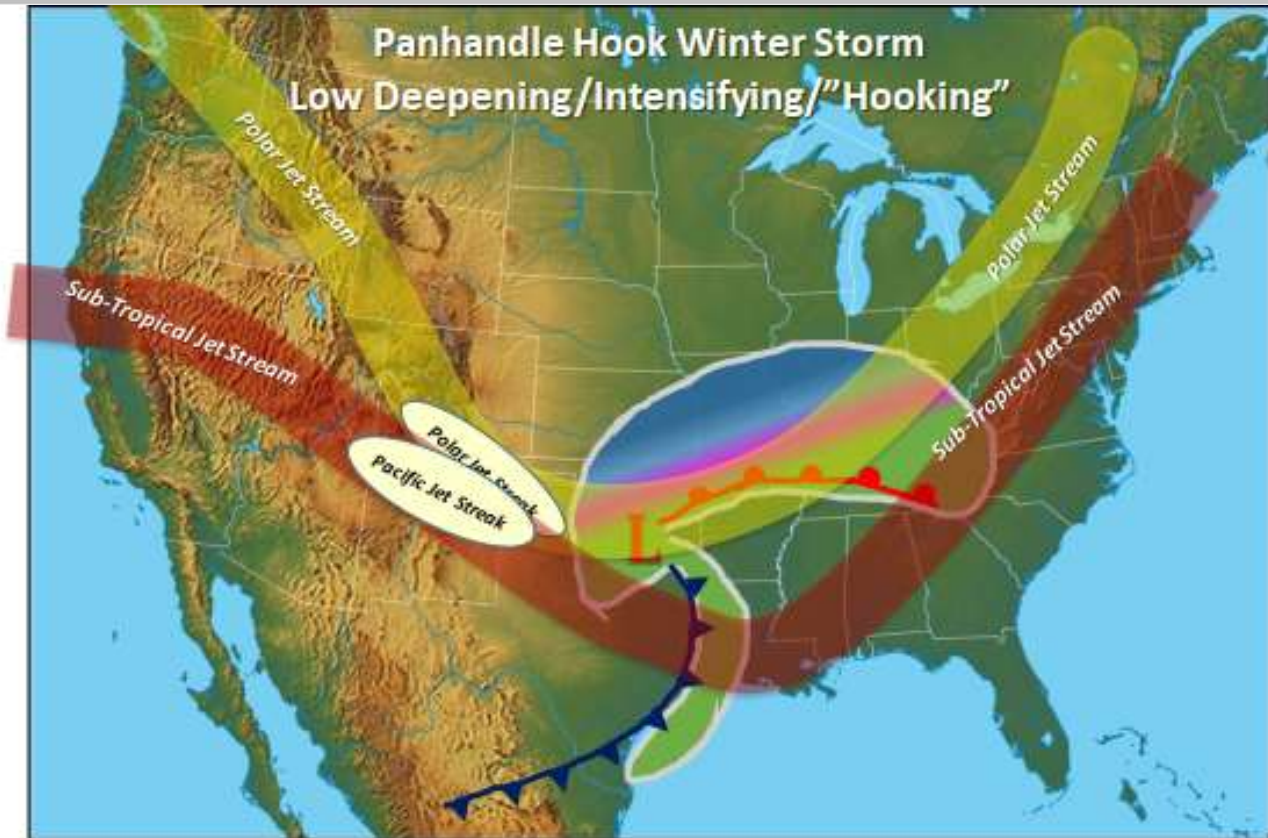 Panhandle Hook Winter Storm
Low Deepening/Intensifying/”Hooking”
Polar Jet Stream
Polar Jet Stream
Sub-Tropical Jet Stream
Sub-Tropical Jet Stream
Polar Jet Streak
Pacific Jet Streak
L